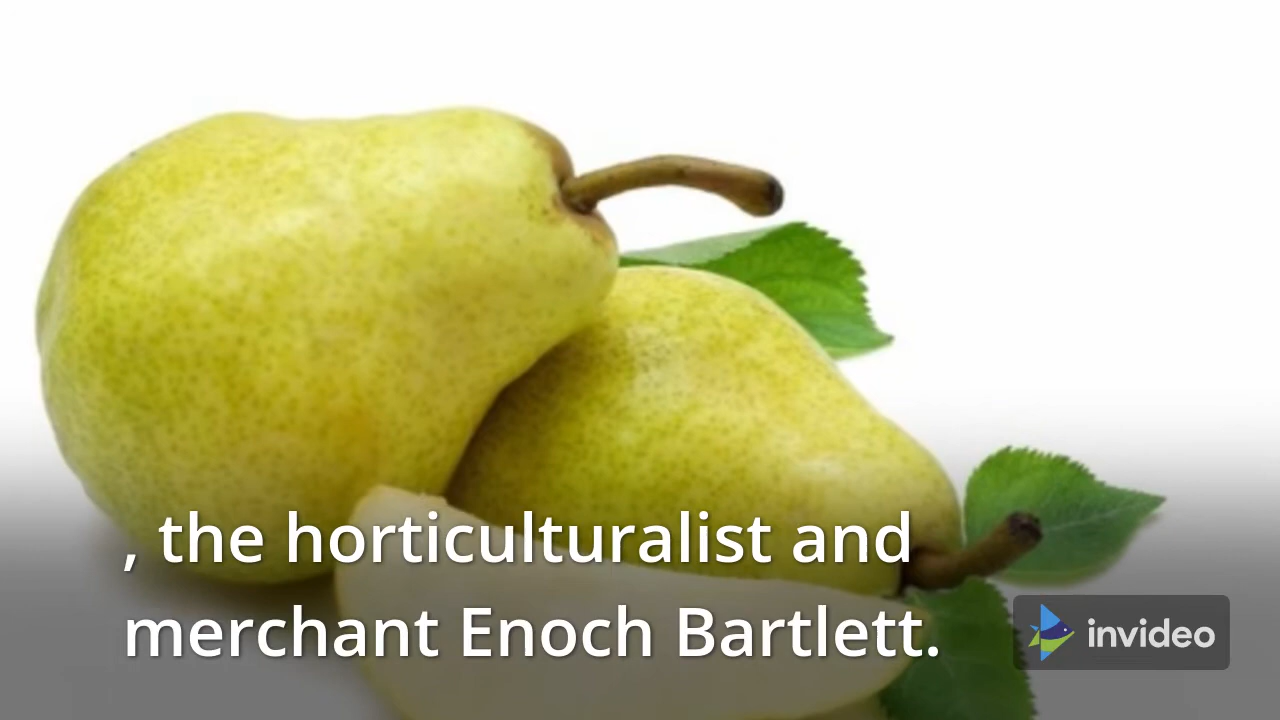 , the horticulturalist and
merchant Enoch Bartlett.
invideo